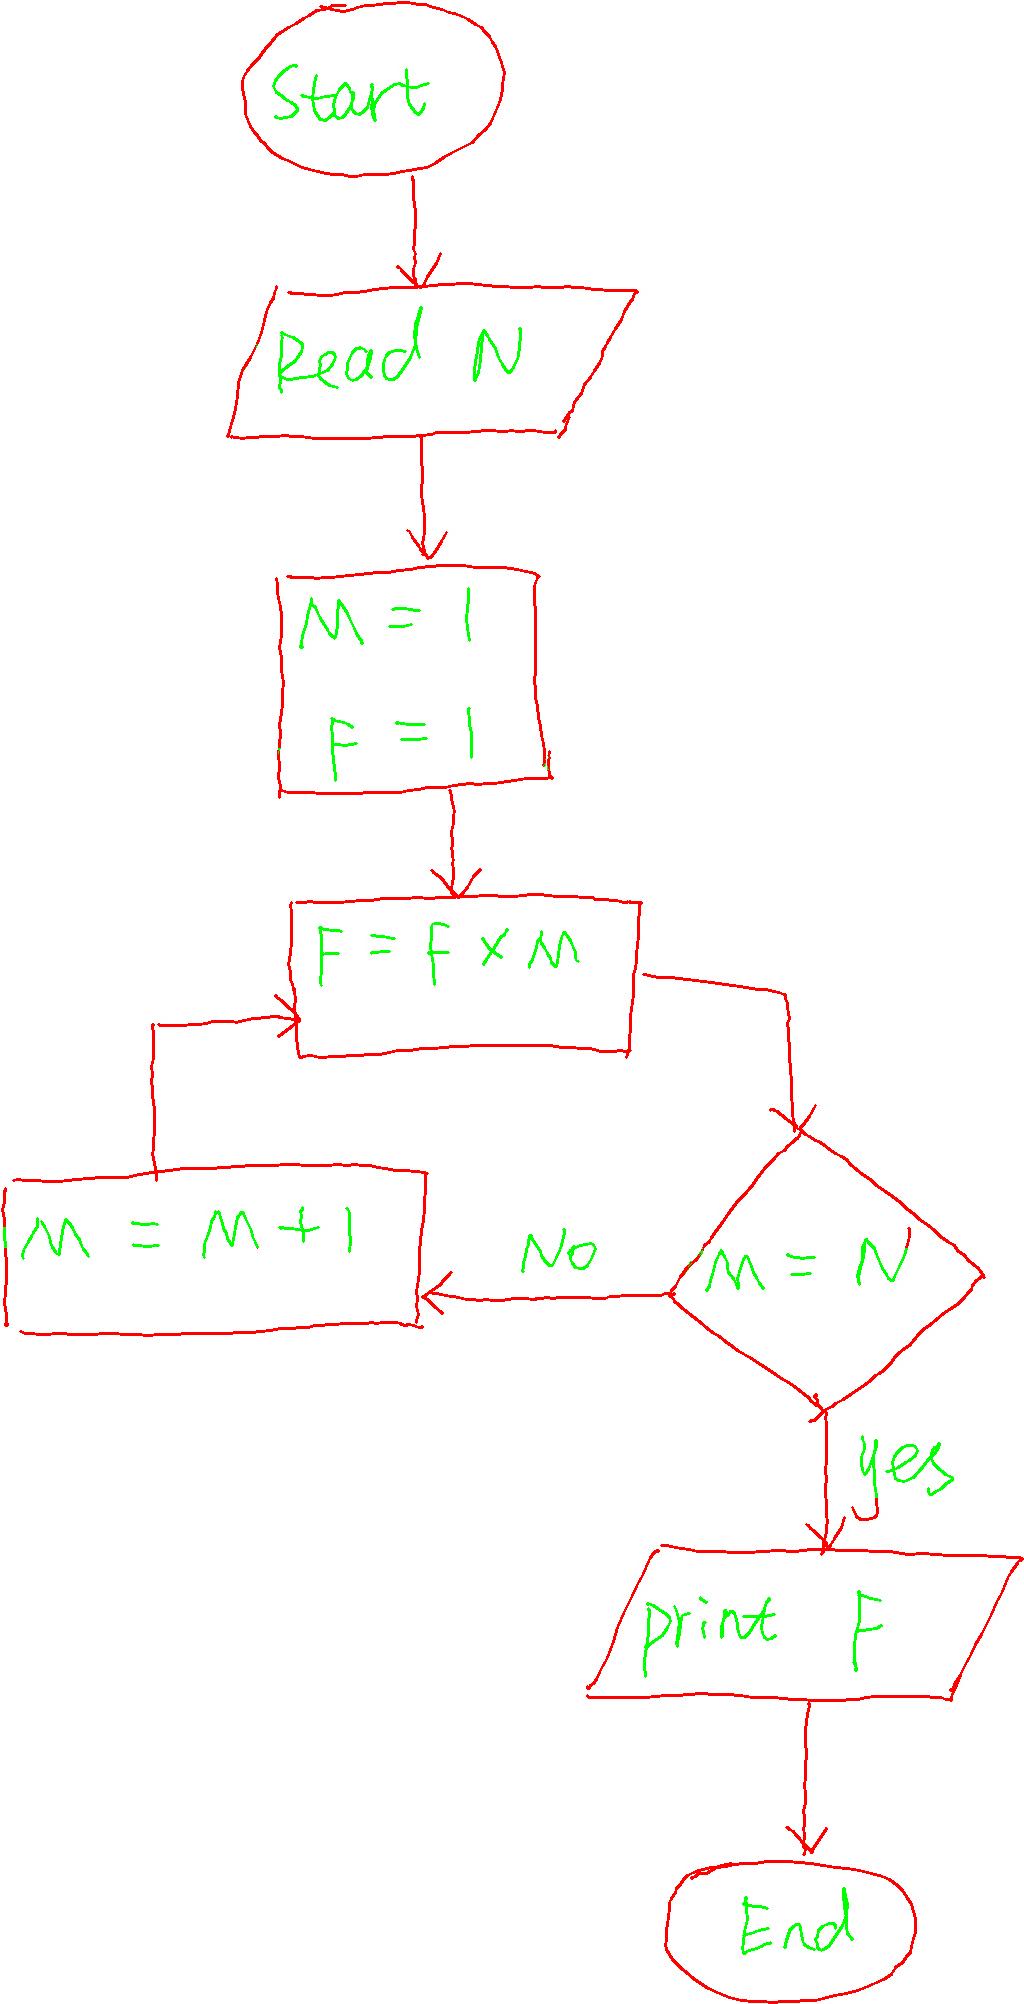 Start
Read N
M = 1
F = 1
F = F × M
M = M + 1
No
M = N
yes
print F
End